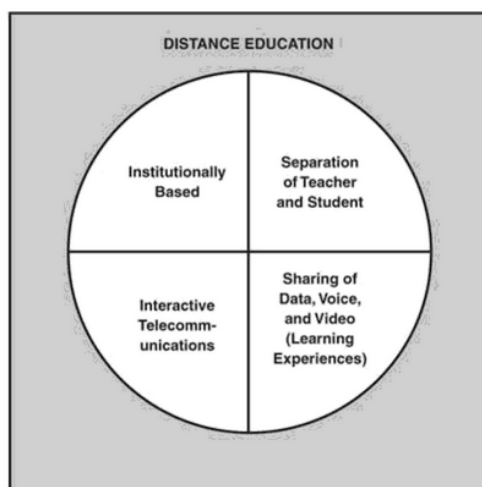 DISTANCE EDUCATION
Institutionally
Based
Separation
of Teacher
and Student
Interactive
Telecomm-
unications
Sharing of
Data, Voice,
and Video
(Learning
Experiences)